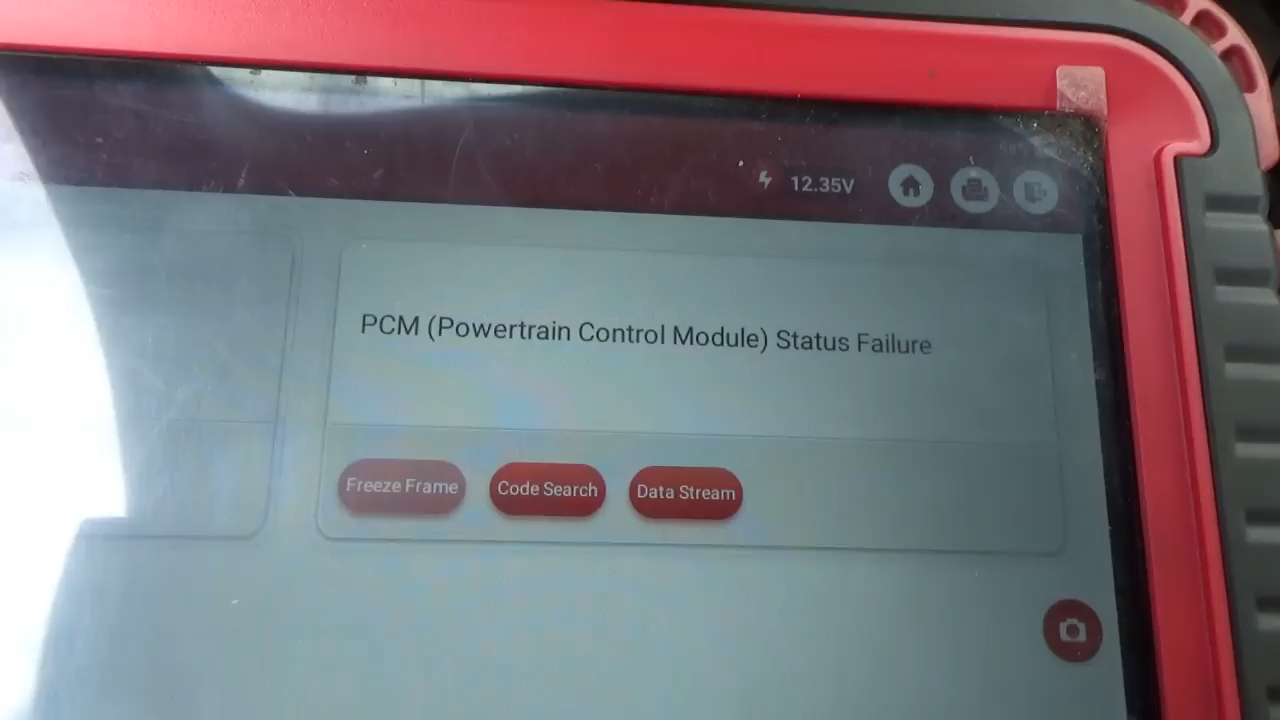 12.35V
PCM (Powertrain Control Module) Status Failure
Freeze Frame
Code Search
Data Stream